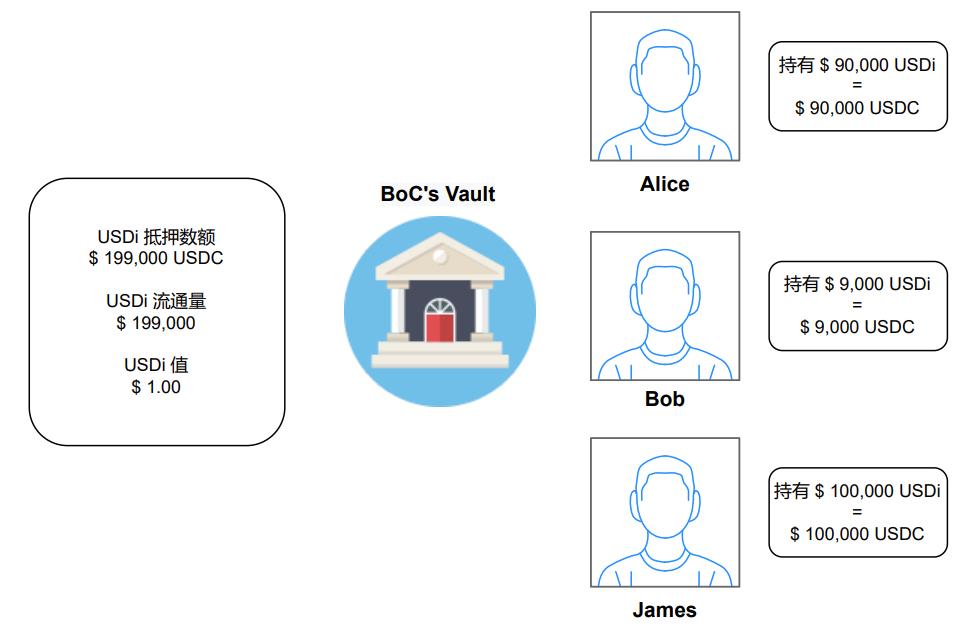 USDi 抵押数额
$ 199,000 USDC
USDi 流通量
$ 199,000
USDi 值
$ 1.00
BoC's Vault
持有 $ 90,000 USDi
=
$ 90,000 USDC
Alice
持有 $ 9,000 USDi
=
$ 9,000 USDC
Bob
持有 $ 100,000 USDi
=
$ 100,000 USDC
James